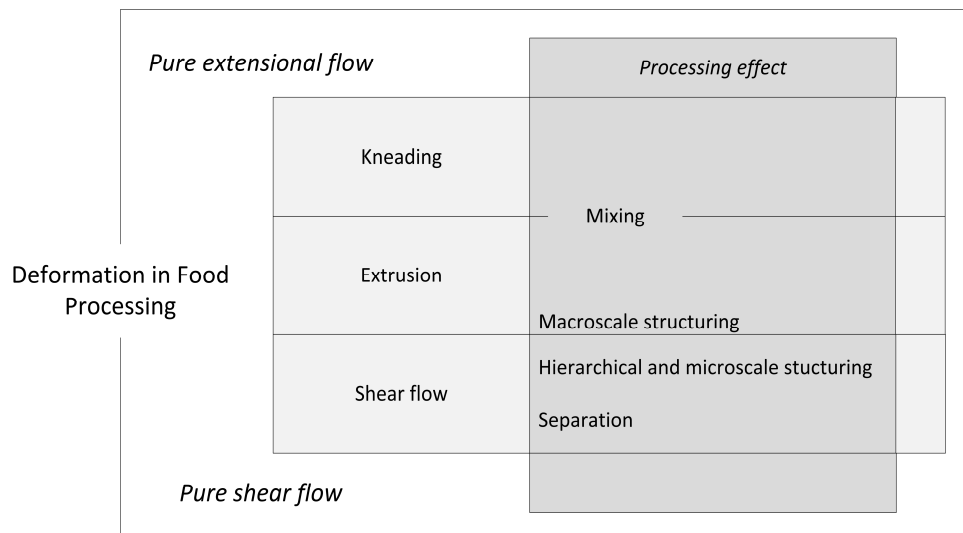 Pure extensional flow
Processing effect
Kneading
Mixing
Deformation in Food
Processing
Extrusion
Macroscale structuring
Hierarchical and microscale stucturing
Shear flow
Separation
Pure shear flow